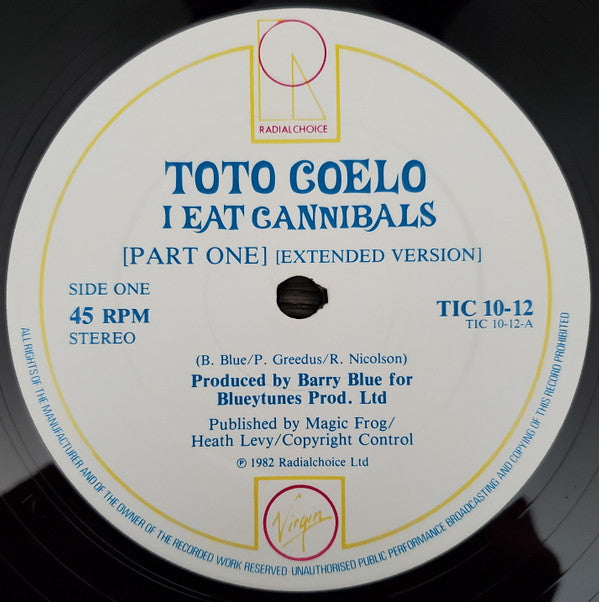 RADIALCHOICE
TOTO COELO
I EAT CANNIBALS
[PART ONE] [EXTENDED VERSION]
SIDE ONE
45 RPM
STEREO
TIC 10-12
TIC 10-12-A
(B. Blue/P. Greedus/R. Nicolson)
Produced by Barry Blue for
Blueytunes Prod. Ltd
Published by Magic Frog/
Heath Levy/Copyright Control
℗ 1982 Radialchoice Ltd
Virgin
ALL RIGHTS OF THE MANUFACTURER AND OF THE OWNER OF THE RECORDED WORK RESERVED·UNAUTHORISED PUBLIC PERFORMANCE BROADCASTING AND COPYING OF THIS RECORD PROHIBITED